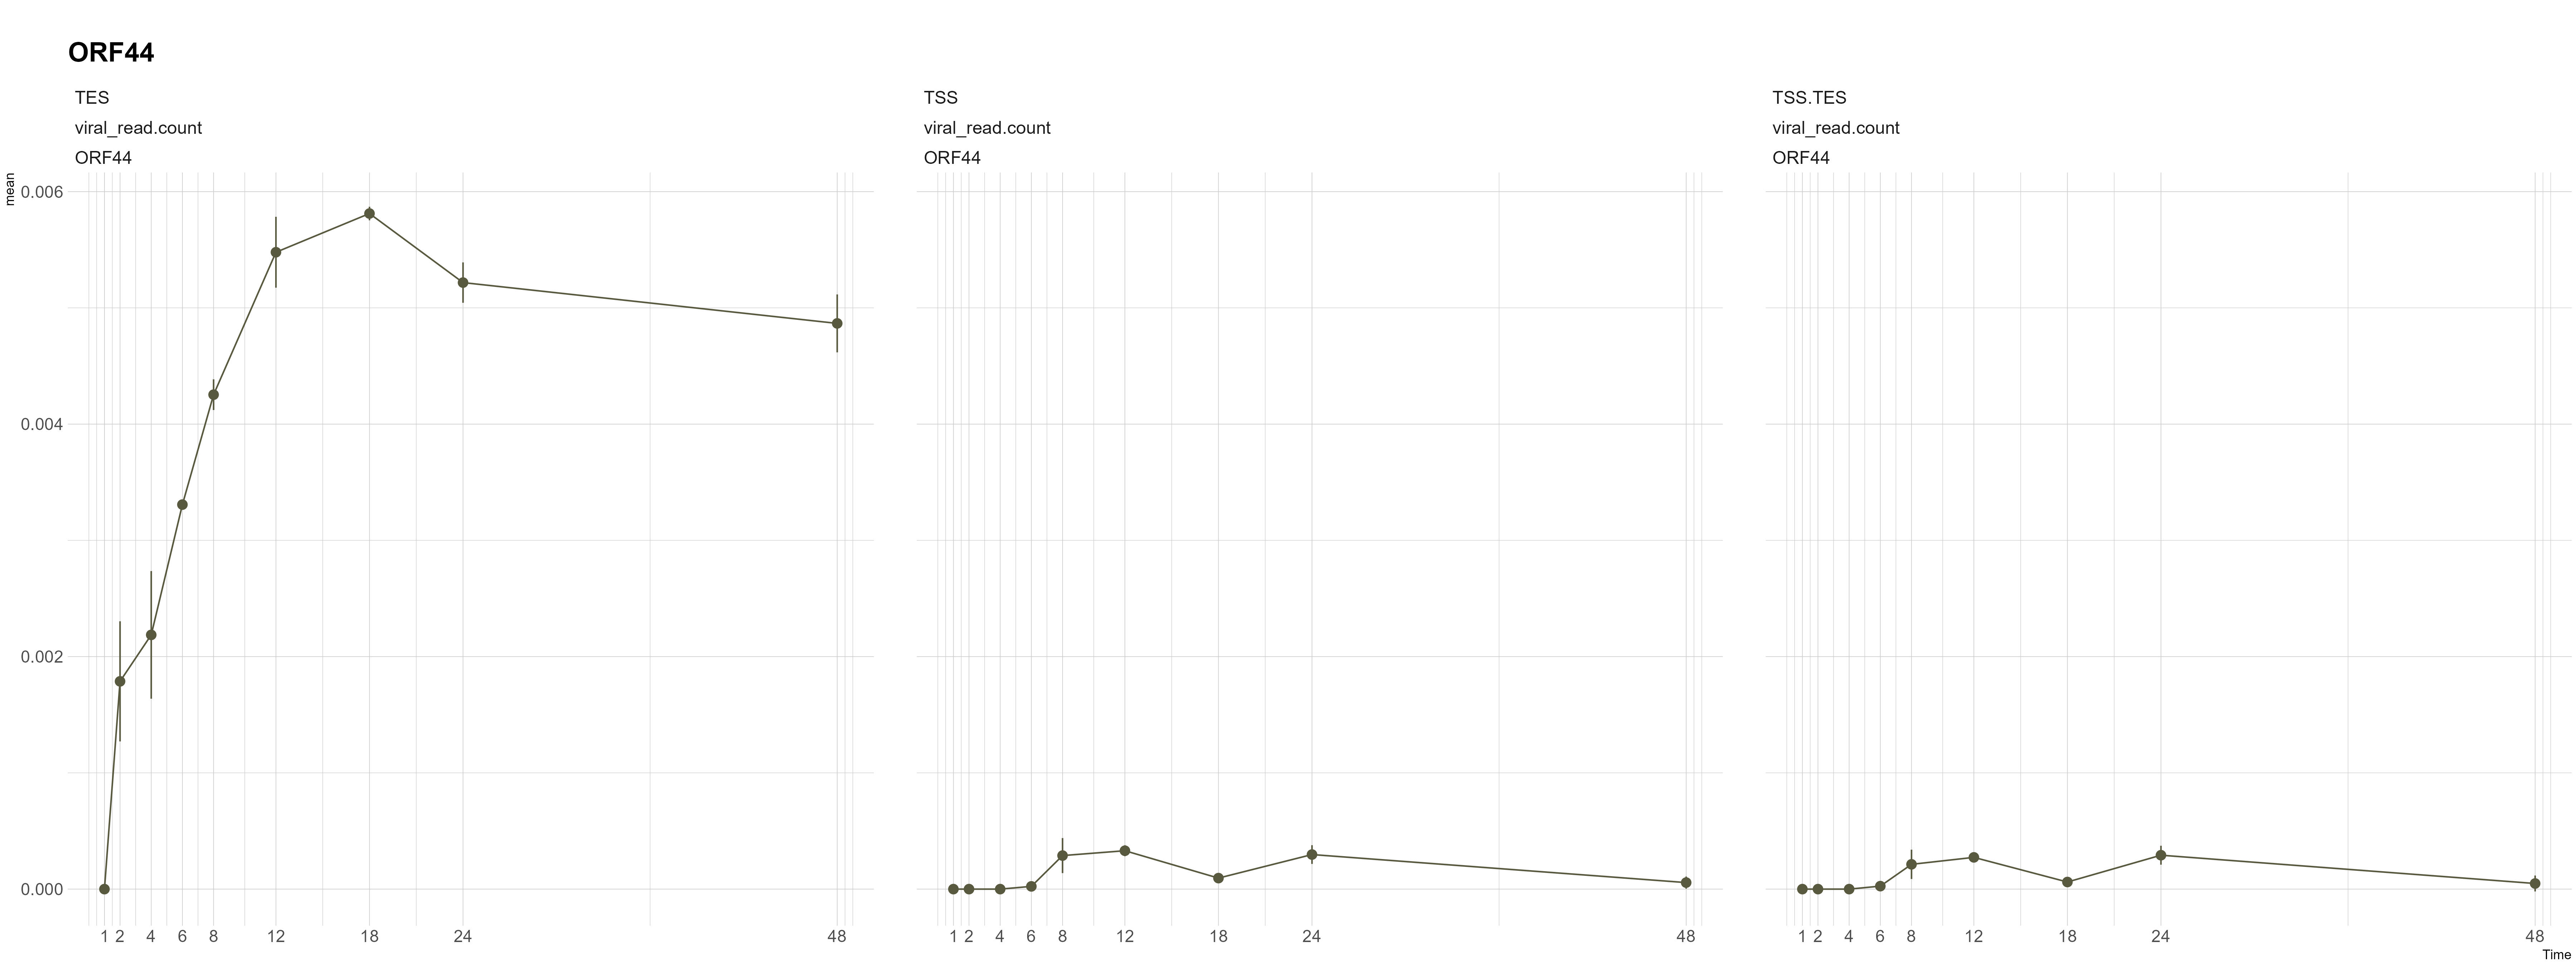 ORF44
TES
viral_read.count
ORF44
TSS
viral_read.count
ORF44
TSS.TES
viral_read.count
ORF44
mean
0.006
0.004
0.002
0.000
1 2 4 6 8 12 18 24 48
1 2 4 6 8 12 18 24 48
1 2 4 6 8 12 18 24 48
Time